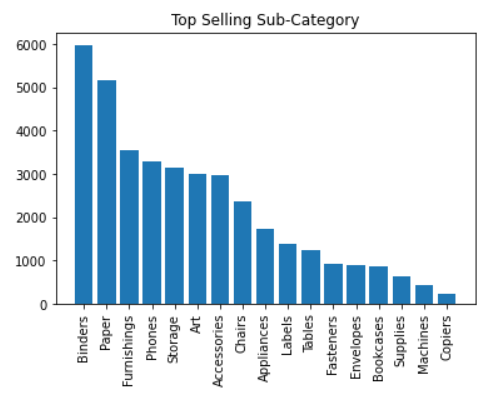 Top Selling Sub-Category
6000
5000
4000
3000
2000
1000
0
Binders
Paper
Furnishings
Phones
Storage
Art
Accessories
Chairs
Appliances
Labels
Tables
Fasteners
Envelopes
Bookcases
Supplies
Machines
Copiers